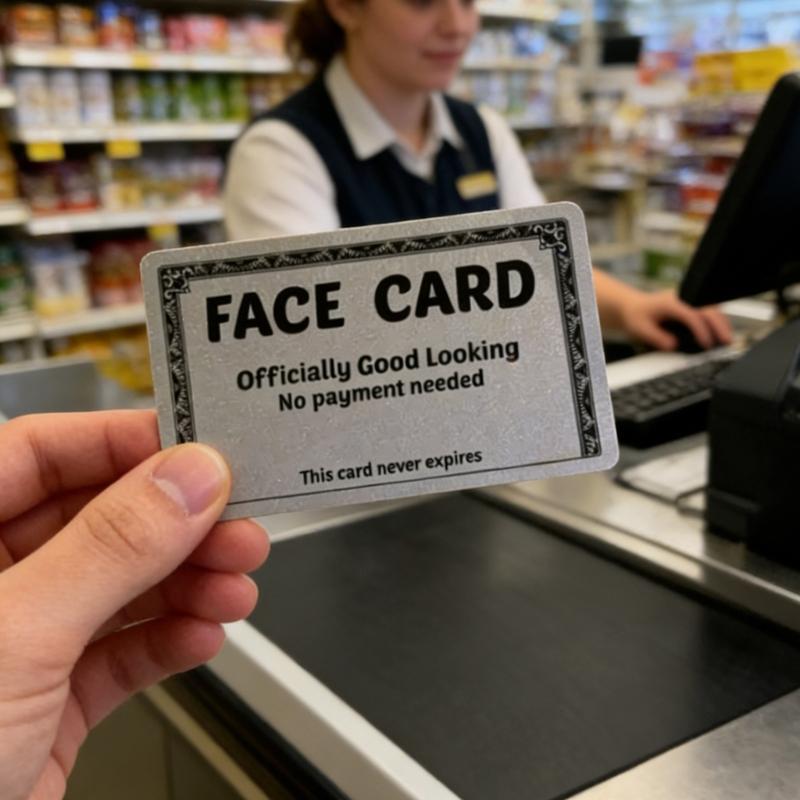 FACE CARD
Officially Good Looking
No payment needed
This card never expires